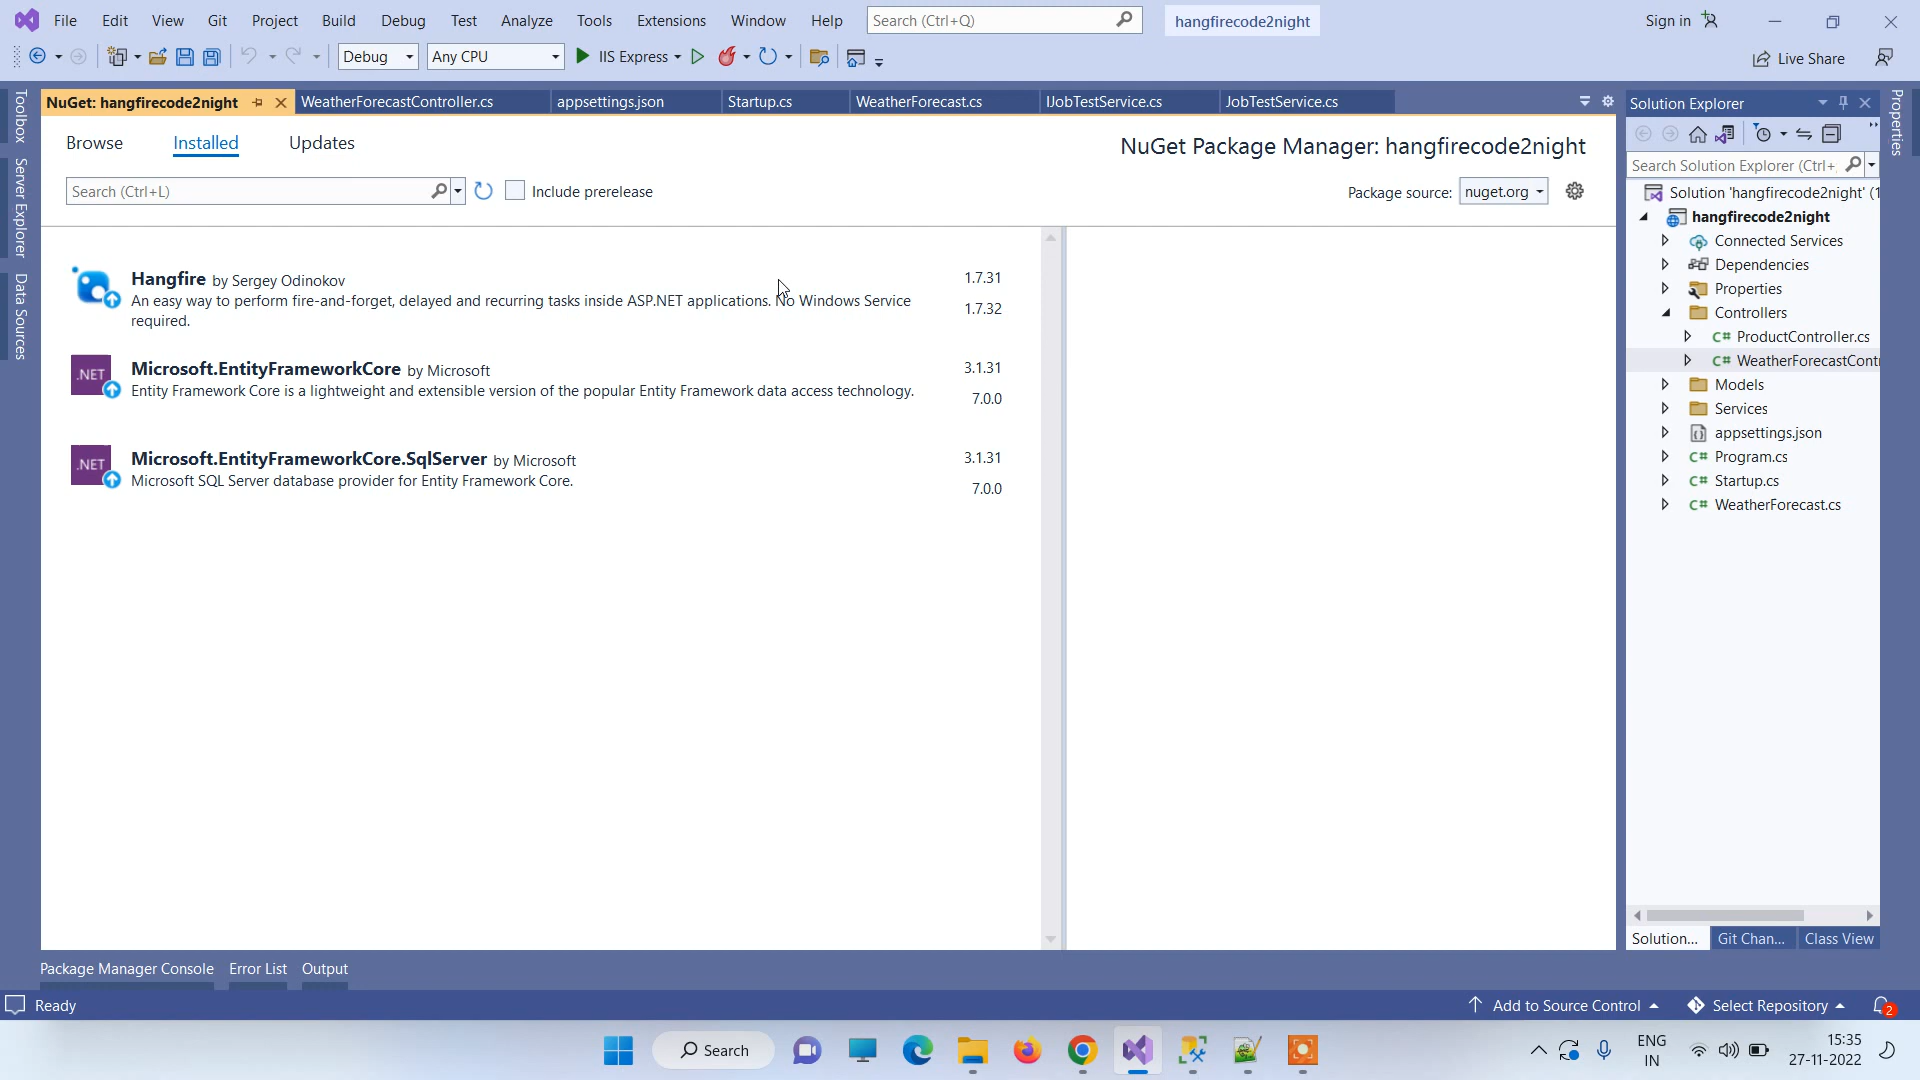 File Edit View Git Project Build Debug Test Analyze Tools Extensions Window Help Search (Ctrl+Q) hangfirecode2night Sign in
Debug Any CPU IIS Express Live Share
NuGet: hangfirecode2night WeatherForecastController.cs appsettings.json Startup.cs WeatherForecast.cs IJobTestService.cs JobTestService.cs
Browse Installed Updates
NuGet Package Manager: hangfirecode2night
Search (Ctrl+L) Include prerelease Package source: nuget.org
Hangfire by Sergey Odinokov 1.7.31
An easy way to perform fire-and-forget, delayed and recurring tasks inside ASP.NET applications. No Windows Service 1.7.32
required.
.NET Microsoft.EntityFrameworkCore by Microsoft 3.1.31
Entity Framework Core is a lightweight and extensible version of the popular Entity Framework data access technology. 7.0.0
.NET Microsoft.EntityFrameworkCore.SqlServer by Microsoft 3.1.31
Microsoft SQL Server database provider for Entity Framework Core. 7.0.0
Toolbox
Server Explorer
Data Sources
Solution Explorer
Search Solution Explorer (Ctrl+
Solution 'hangfirecode2night' (1
hangfirecode2night
Connected Services
Dependencies
Properties
Controllers
C# ProductController.cs
C# WeatherForecastContr
Models
Services
appsettings.json
C# Program.cs
C# Startup.cs
C# WeatherForecast.cs
Solution... Git Chan... Class View
Properties
Package Manager Console Error List Output
Ready Add to Source Control Select Repository 2
Search
ENG
IN
15:35
27-11-2022